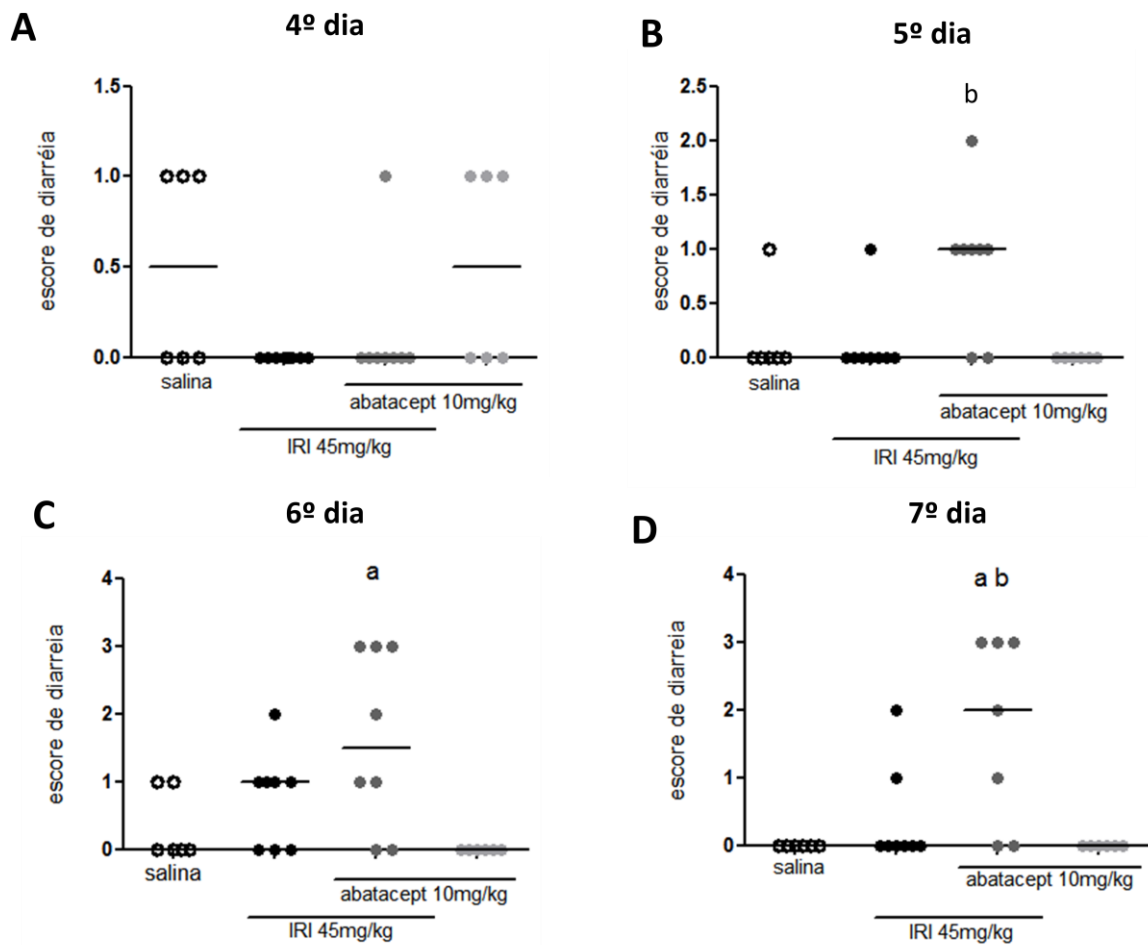 A
4º dia
escore de diarréia
1.5
1.0
0.5
0.0
salina
abatacept 10mg/kg
IRI 45mg/kg
B
5º dia
escore de diarréia
b
2.5
2.0
1.5
1.0
0.5
0.0
salina
abatacept 10mg/kg
IRI 45mg/kg
C
6º dia
escore de diarreia
a
4
3
2
1
0
salina
abatacept 10mg/kg
IRI 45mg/kg
D
7º dia
escore de diarreia
a b
4
3
2
1
0
salina
abatacept 10mg/kg
IRI 45mg/kg